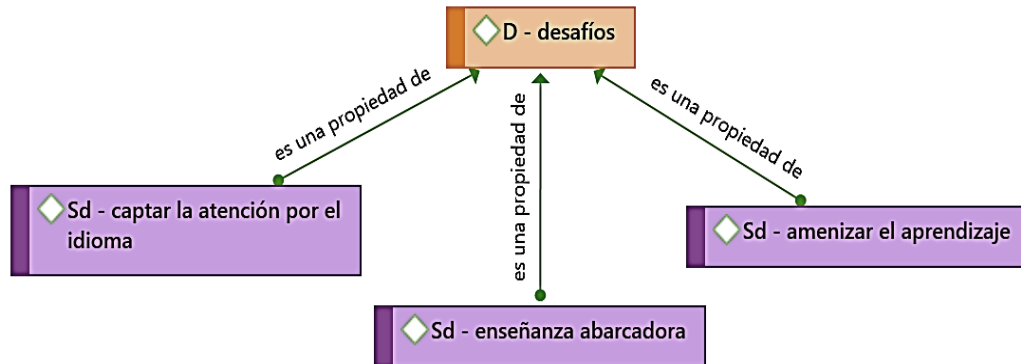 D - desafíos
es una propiedad de
es una propiedad de
es una propiedad de
Sd - captar la atención por el
idioma
Sd - amenizar el aprendizaje
Sd - enseñanza abarcadora